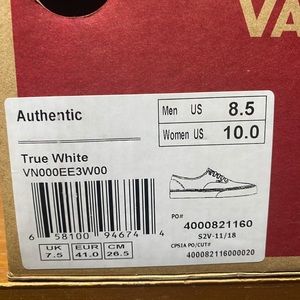 VA
Authentic
Men US 8.5
Women US 10.0
True White
VN000EE3W00
PO#
4000821160
S2V-11/18
CPSIA PO/CUT#
400082116000020
6 58100 94674 4
UK 7.5
EUR 41.0
CM 26.5